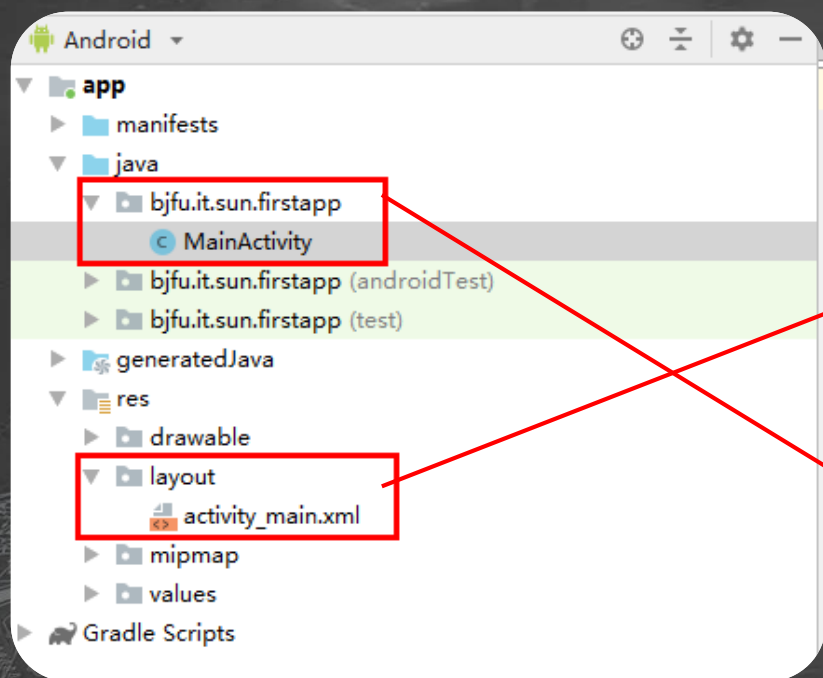 Android
app
manifests
java
bjfu.it.sun.firstapp
C MainActivity
bjfu.it.sun.firstapp (androidTest)
bjfu.it.sun.firstapp (test)
generatedJava
res
drawable
layout
activity_main.xml
mipmap
values
Gradle Scripts